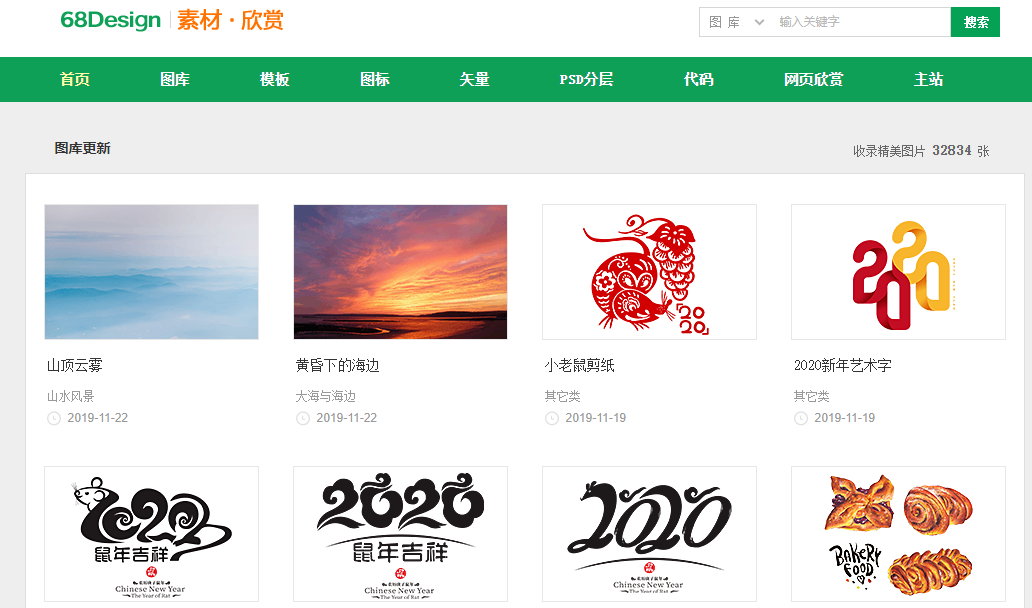 68Design 素材·欣赏
图 库 输入关键字 搜索
首页 图库 模板 图标 矢量 PSD分层 代码 网页欣赏 主站
图库更新
收录精美图片 32834 张
2020
2020
山顶云雾
黄昏下的海边
小老鼠剪纸
2020新年艺术字
山水风景
大海与海边
其它类
其它类
2019-11-22
2019-11-22
2019-11-19
2019-11-19
2020
鼠年吉祥
Chinese New Year
The Year of Rat
2020
鼠年吉祥
Chinese New Year
The Year of Rat
2020
Chinese New Year
The Year of Rat
BAKERY
FOOD